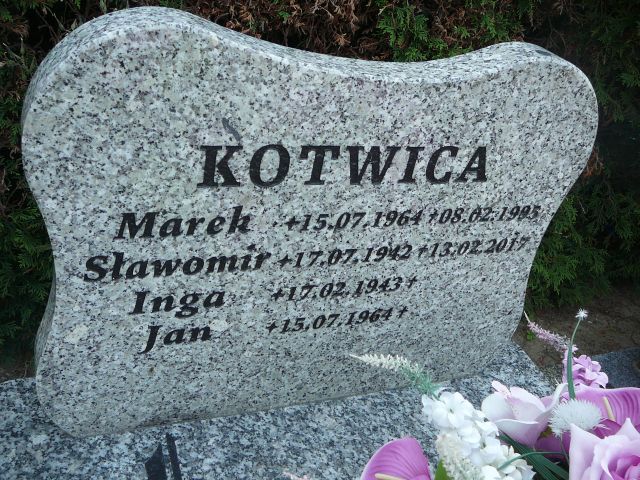 KOTWICA
Marek +15.07.1964+08.02.1995
Sławomir +17.07.1942+13.02.2017
Inga +17.02.1943+
Jan +15.07.1964+